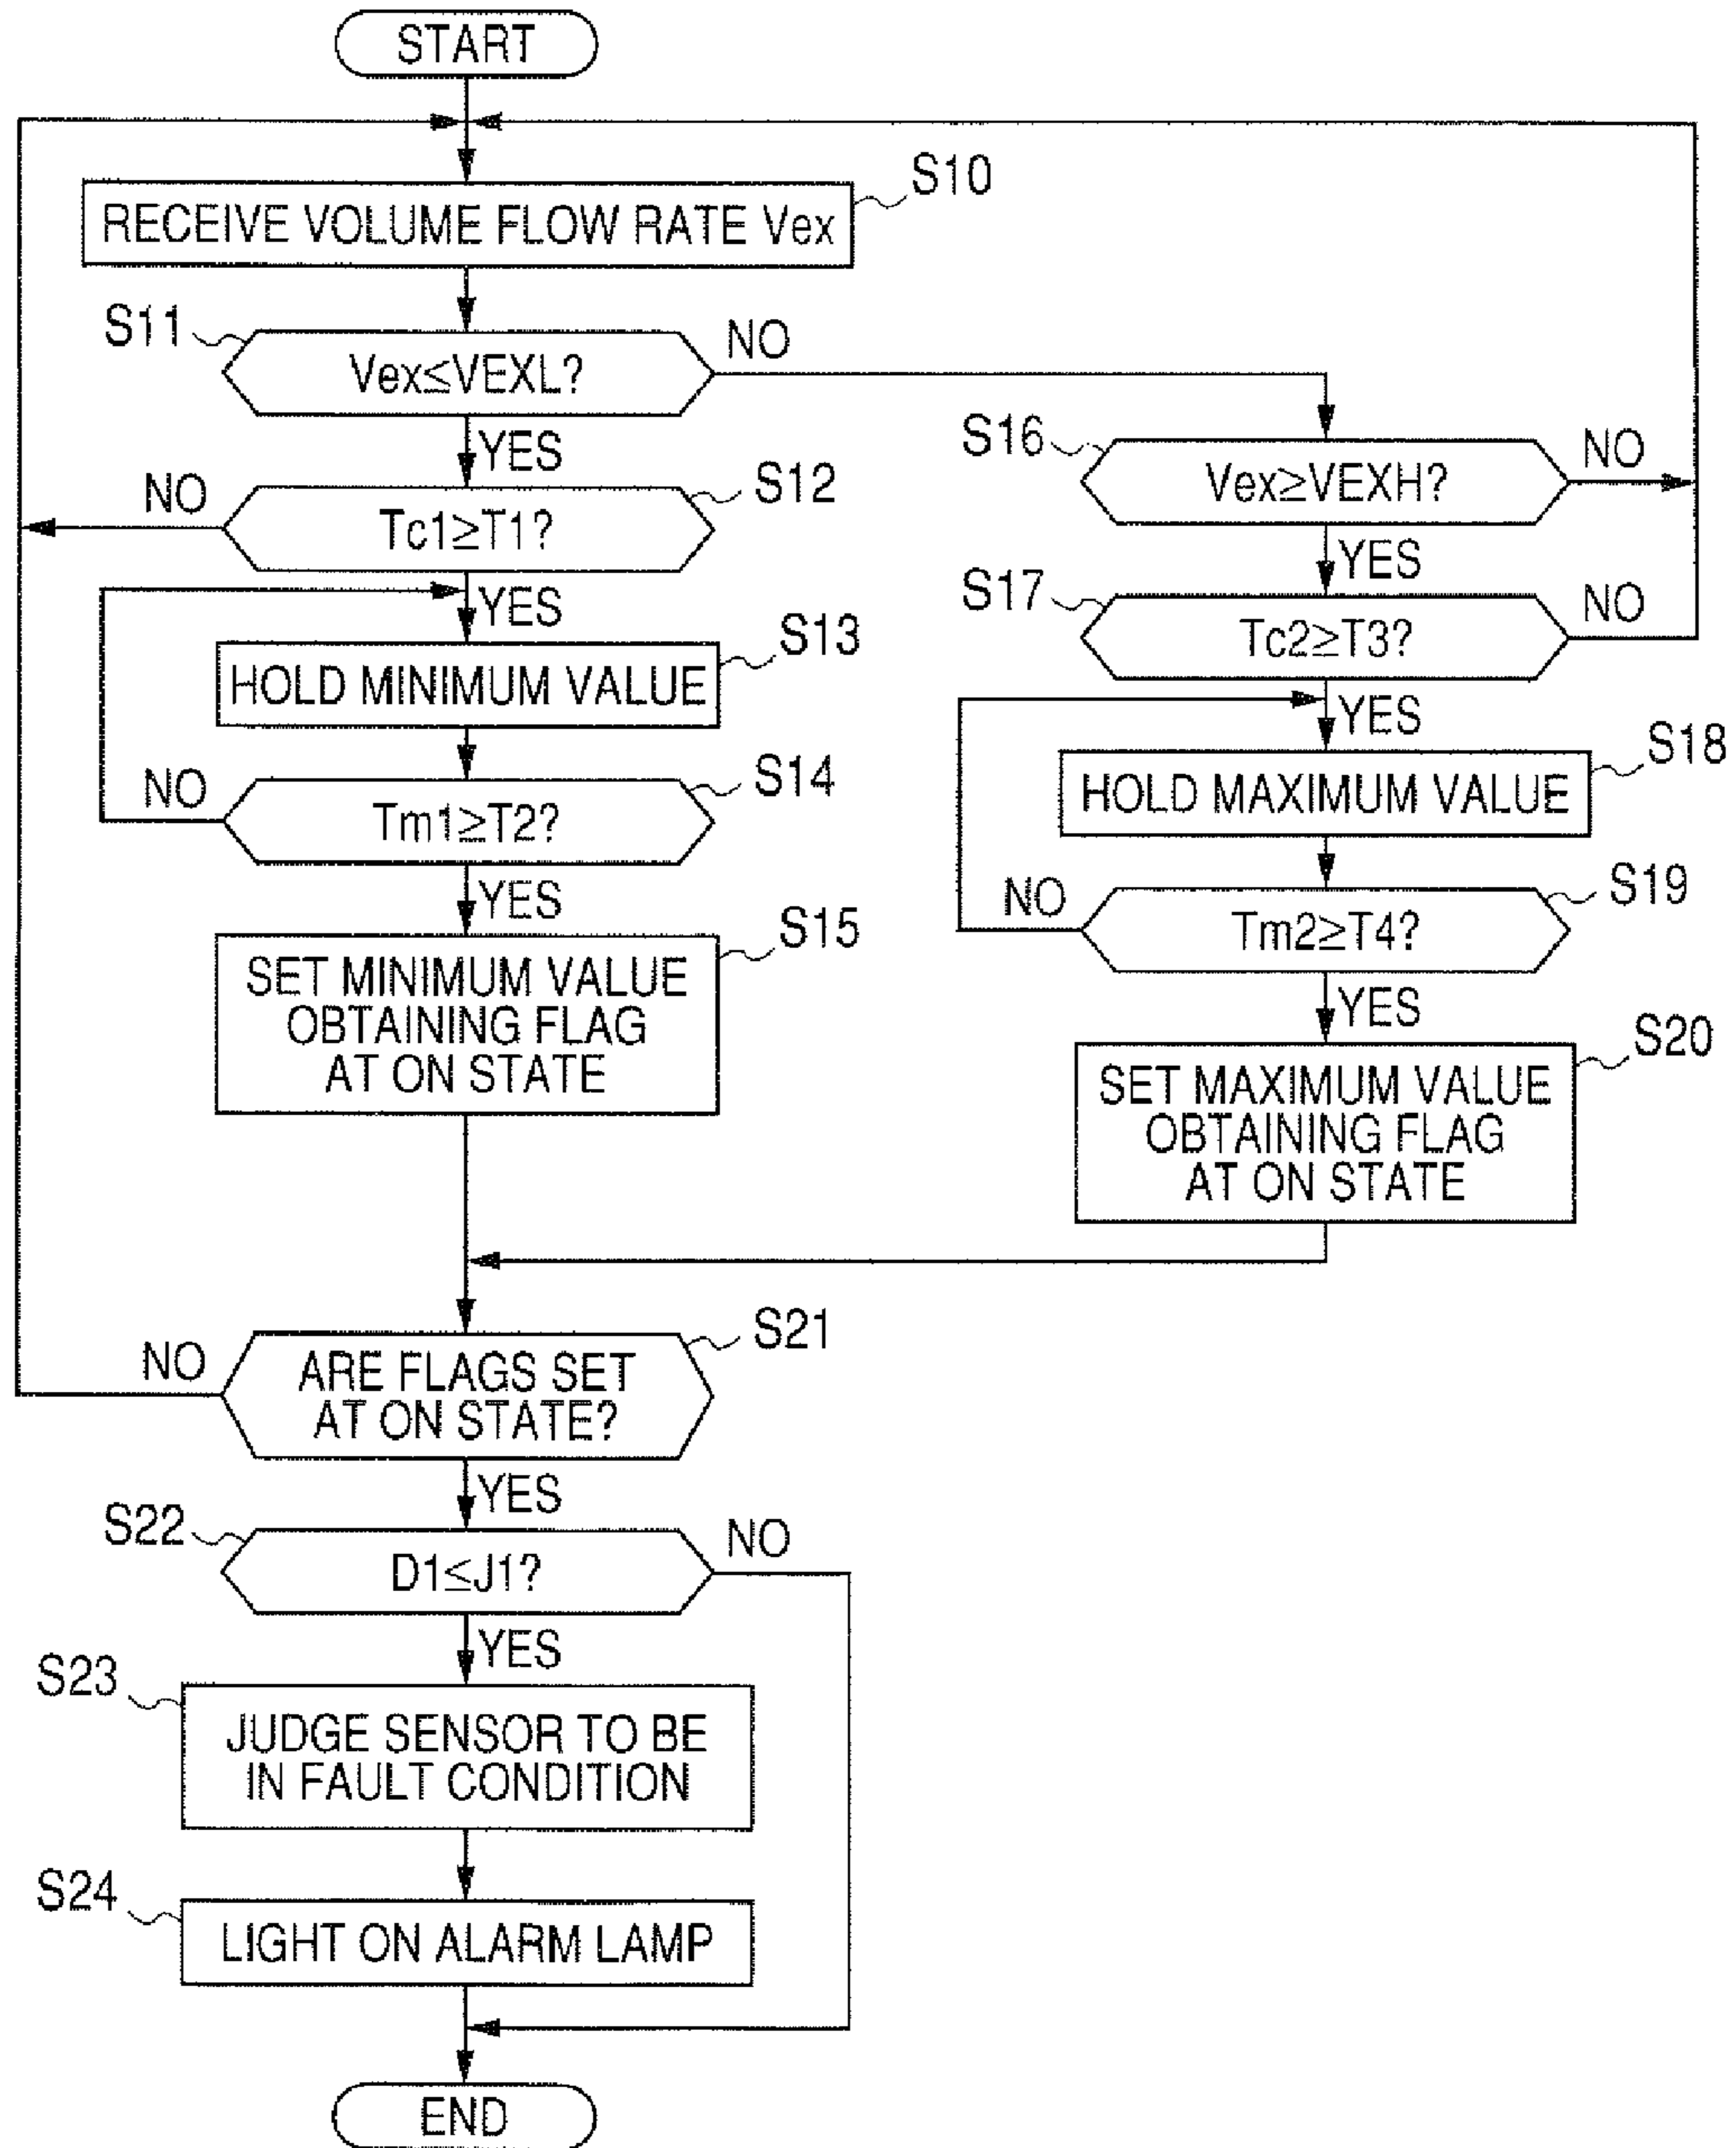 START
S10
RECEIVE VOLUME FLOW RATE Vex
S11
Vex≤VEXL?
NO
YES
S12
NO
Tc1≥T1?
YES
S13
HOLD MINIMUM VALUE
S14
NO
Tm1≥T2?
YES
S15
SET MINIMUM VALUE
OBTAINING FLAG
AT ON STATE
S16
Vex≥VEXH?
NO
YES
S17
Tc2≥T3?
NO
YES
S18
HOLD MAXIMUM VALUE
S19
NO
Tm2≥T4?
YES
S20
SET MAXIMUM VALUE
OBTAINING FLAG
AT ON STATE
S21
NO
ARE FLAGS SET
AT ON STATE?
YES
S22
D1≤J1?
NO
YES
S23
JUDGE SENSOR TO BE
IN FAULT CONDITION
S24
LIGHT ON ALARM LAMP
END